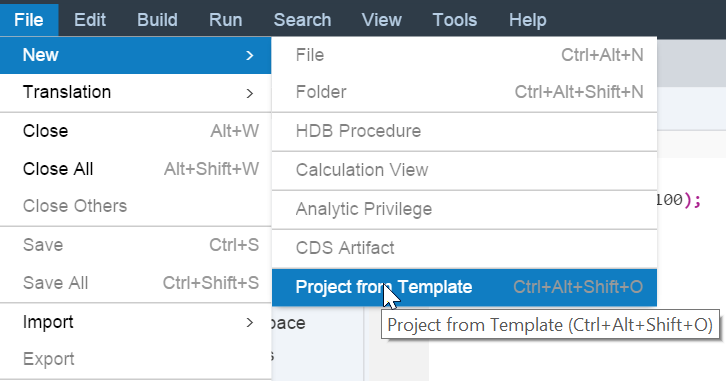 File Edit Build Run Search View Tools Help
New >
Translation >
Close Alt+W
Close All Alt+Shift+W
Close Others
Save Ctrl+S
Save All Ctrl+Shift+S
Import >
Export
File Ctrl+Alt+N
Folder Ctrl+Alt+Shift+N
HDB Procedure
Calculation View
Analytic Privilege
CDS Artifact
Project from Template Ctrl+Alt+Shift+O
Project from Template (Ctrl+Alt+Shift+O)
100);
pace
s